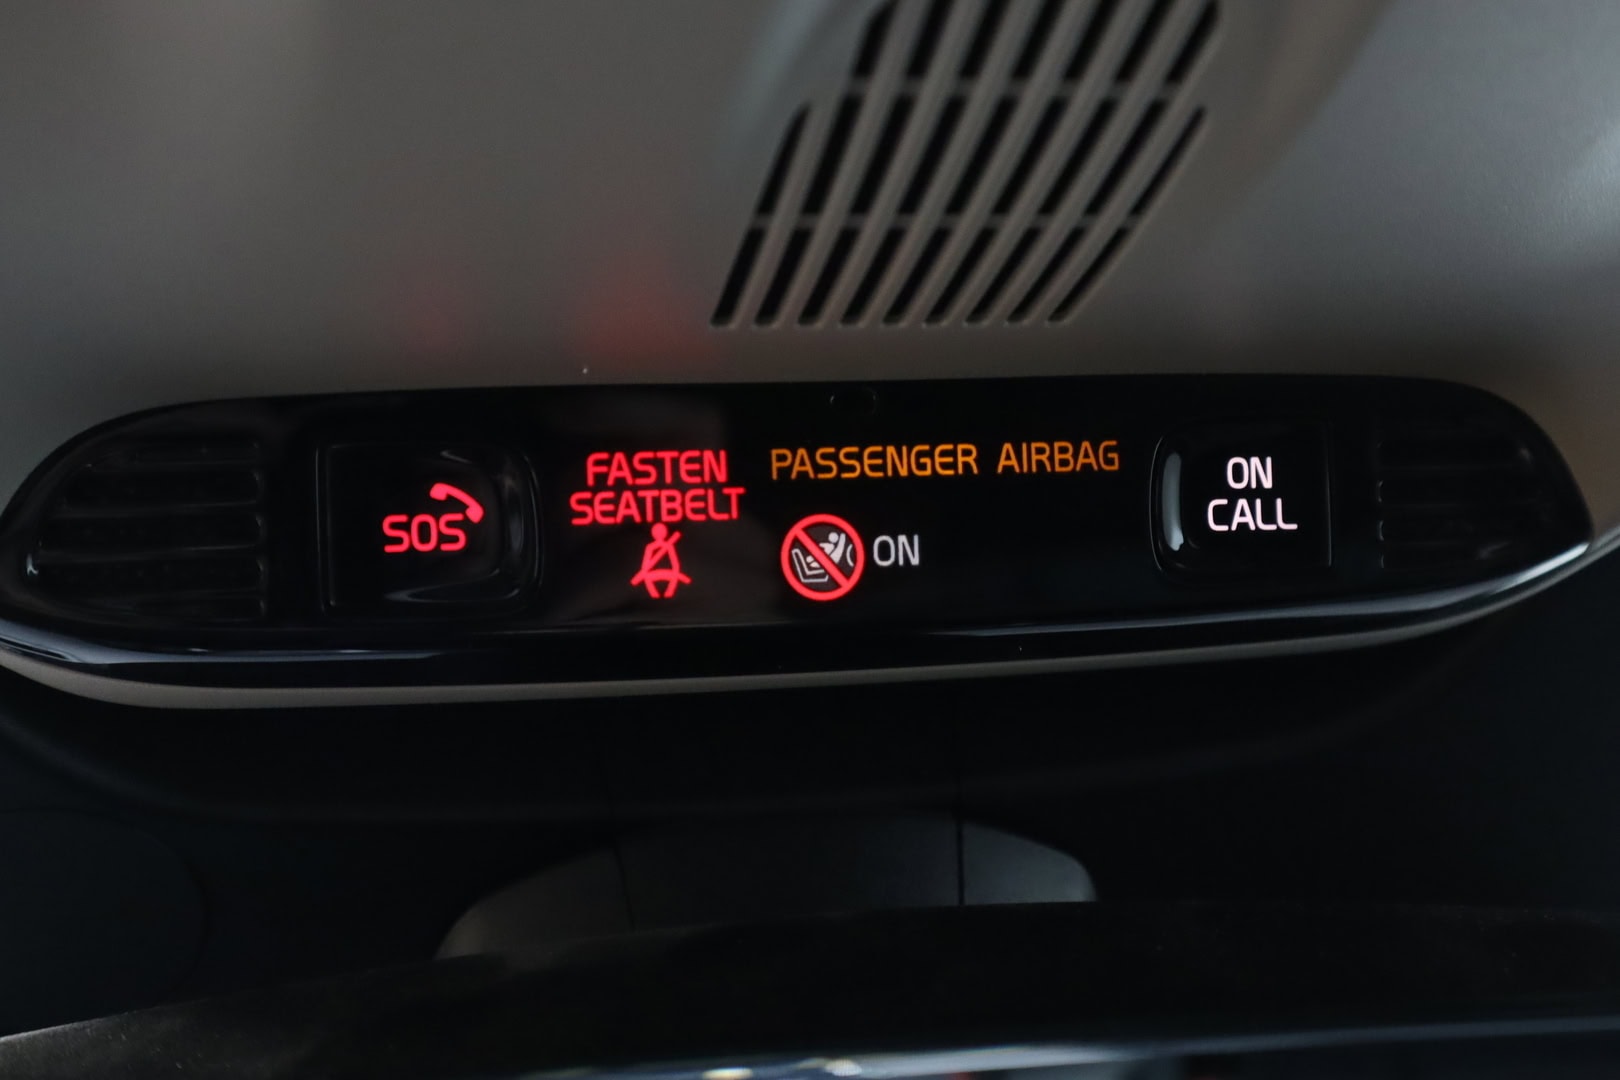 SOS
FASTEN
SEATBELT
PASSENGER AIRBAG
ON
ON
CALL